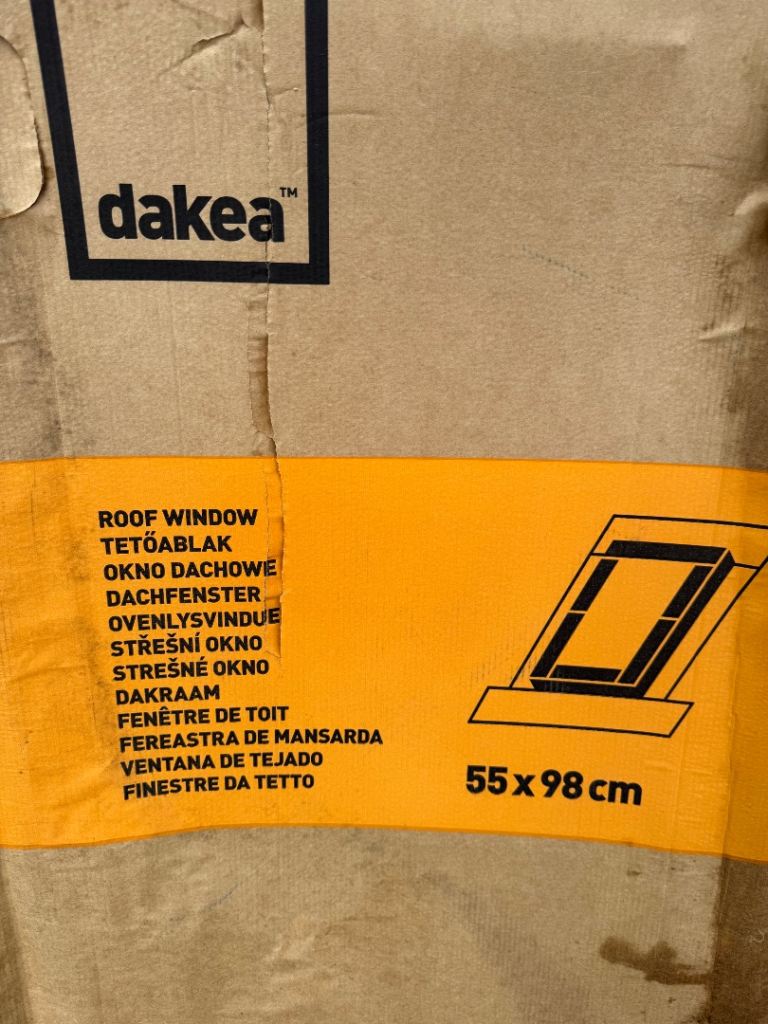 dakea™
ROOF WINDOW
TETŐABLAK
OKNO DACHOWE
DACHFENSTER
OVENLYSVINDUE
STŘEŠNÍ OKNO
STREŠNÉ OKNO
DAKRAAM
FENÊTRE DE TOIT
FEREASTRA DE MANSARDA
VENTANA DE TEJADO
FINESTRE DA TETTO
55 x 98 cm